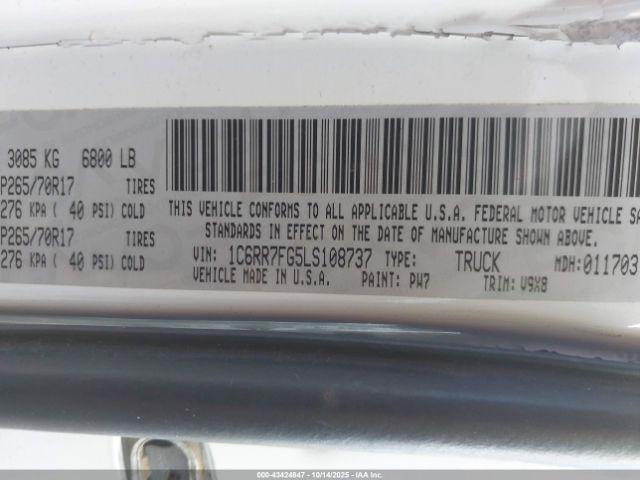 3085 KG 6800 LB
P265/70R17 TIRES
276 KPA ( 40 PSI) COLD
P265/70R17 TIRES
276 KPA ( 40 PSI) COLD
THIS VEHICLE CONFORMS TO ALL APPLICABLE U.S.A. FEDERAL MOTOR VEHICLE SA
STANDARDS IN EFFECT ON THE DATE OF MANUFACTURE SHOWN ABOVE.
VIN: 1C6RR7FG5LS108737 TYPE: TRUCK MDH:011703
VEHICLE MADE IN U.S.A. PAINT: PW7 TRIM: V9X8
00-43424647 | 10/14/2025 | IAA Inc.